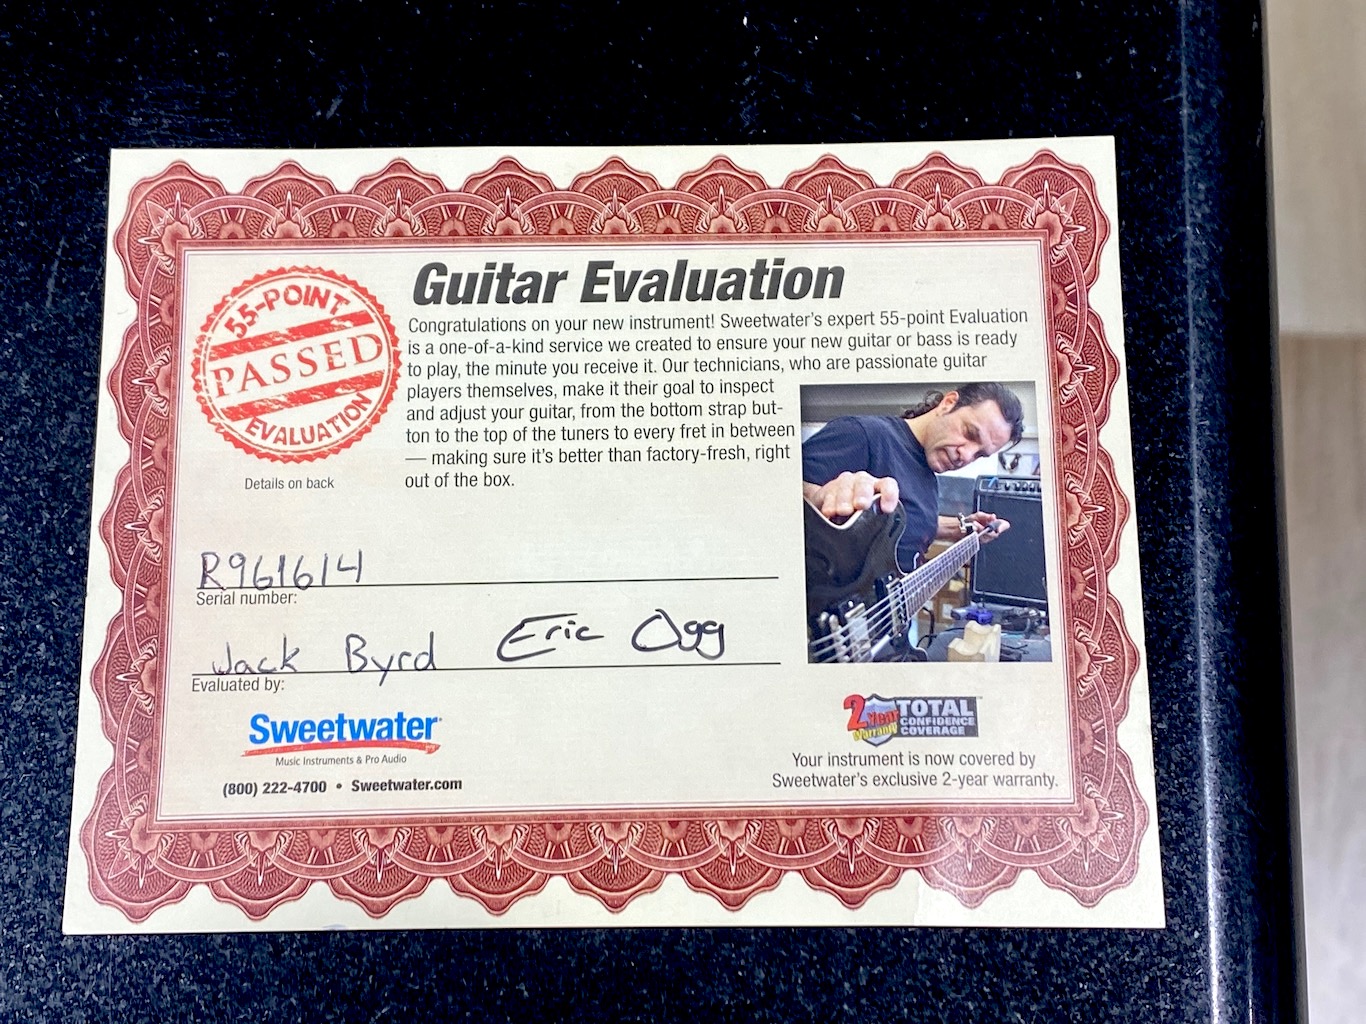 55-POINT
PASSED
EVALUATION
Details on back
Guitar Evaluation
Congratulations on your new instrument! Sweetwater's expert 55-point Evaluation
is a one-of-a-kind service we created to ensure your new guitar or bass is ready
to play, the minute you receive it. Our technicians, who are passionate guitar
players themselves, make it their goal to inspect
and adjust your guitar, from the bottom strap but-
ton to the top of the tuners to every fret in between
— making sure it's better than factory-fresh, right
out of the box.
R961614
Serial number:
Jack Byrd Eric Ogg
Evaluated by:
Sweetwater
Music Instruments & Pro Audio
(800) 222-4700 • Sweetwater.com
2 Year Warranty
TOTAL
CONFIDENCE
COVERAGE™
Your instrument is now covered by
Sweetwater's exclusive 2-year warranty.